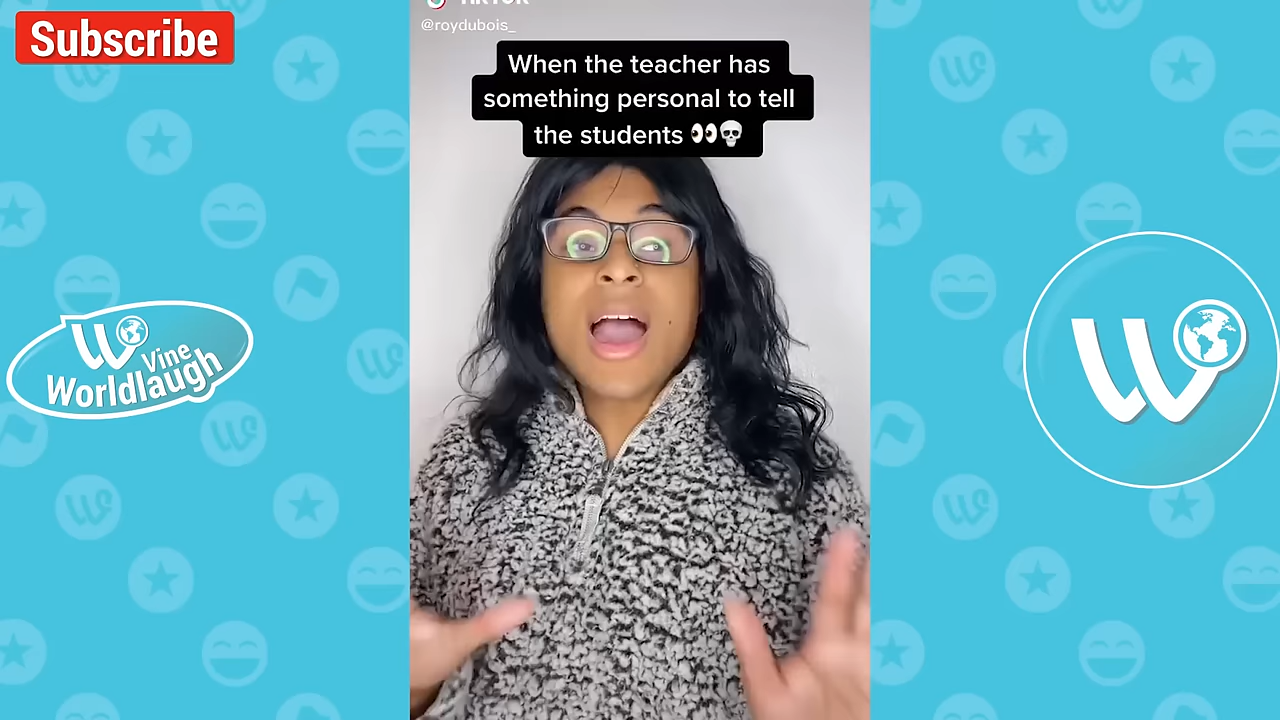 Subscribe
@roydubois_
When the teacher has
something personal to tell
the students 👀💀
W
Vine
Worldlaugh
W